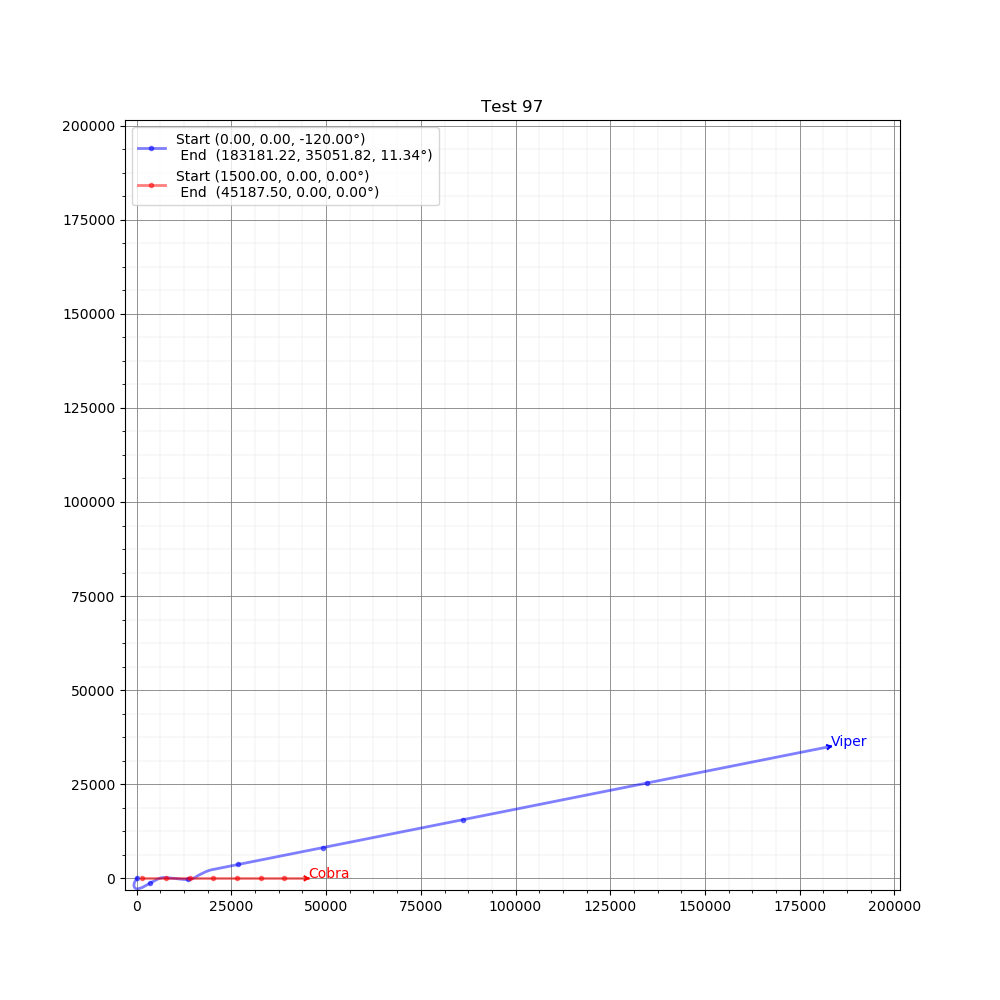 Test 97
200000
175000
150000
125000
100000
75000
50000
25000
0
Start (0.00, 0.00, -120.00°)
End  (183181.22, 35051.82, 11.34°)
Start (1500.00, 0.00, 0.00°)
End  (45187.50, 0.00, 0.00°)
Viper
Cobra
0 25000 50000 75000 100000 125000 150000 175000 200000